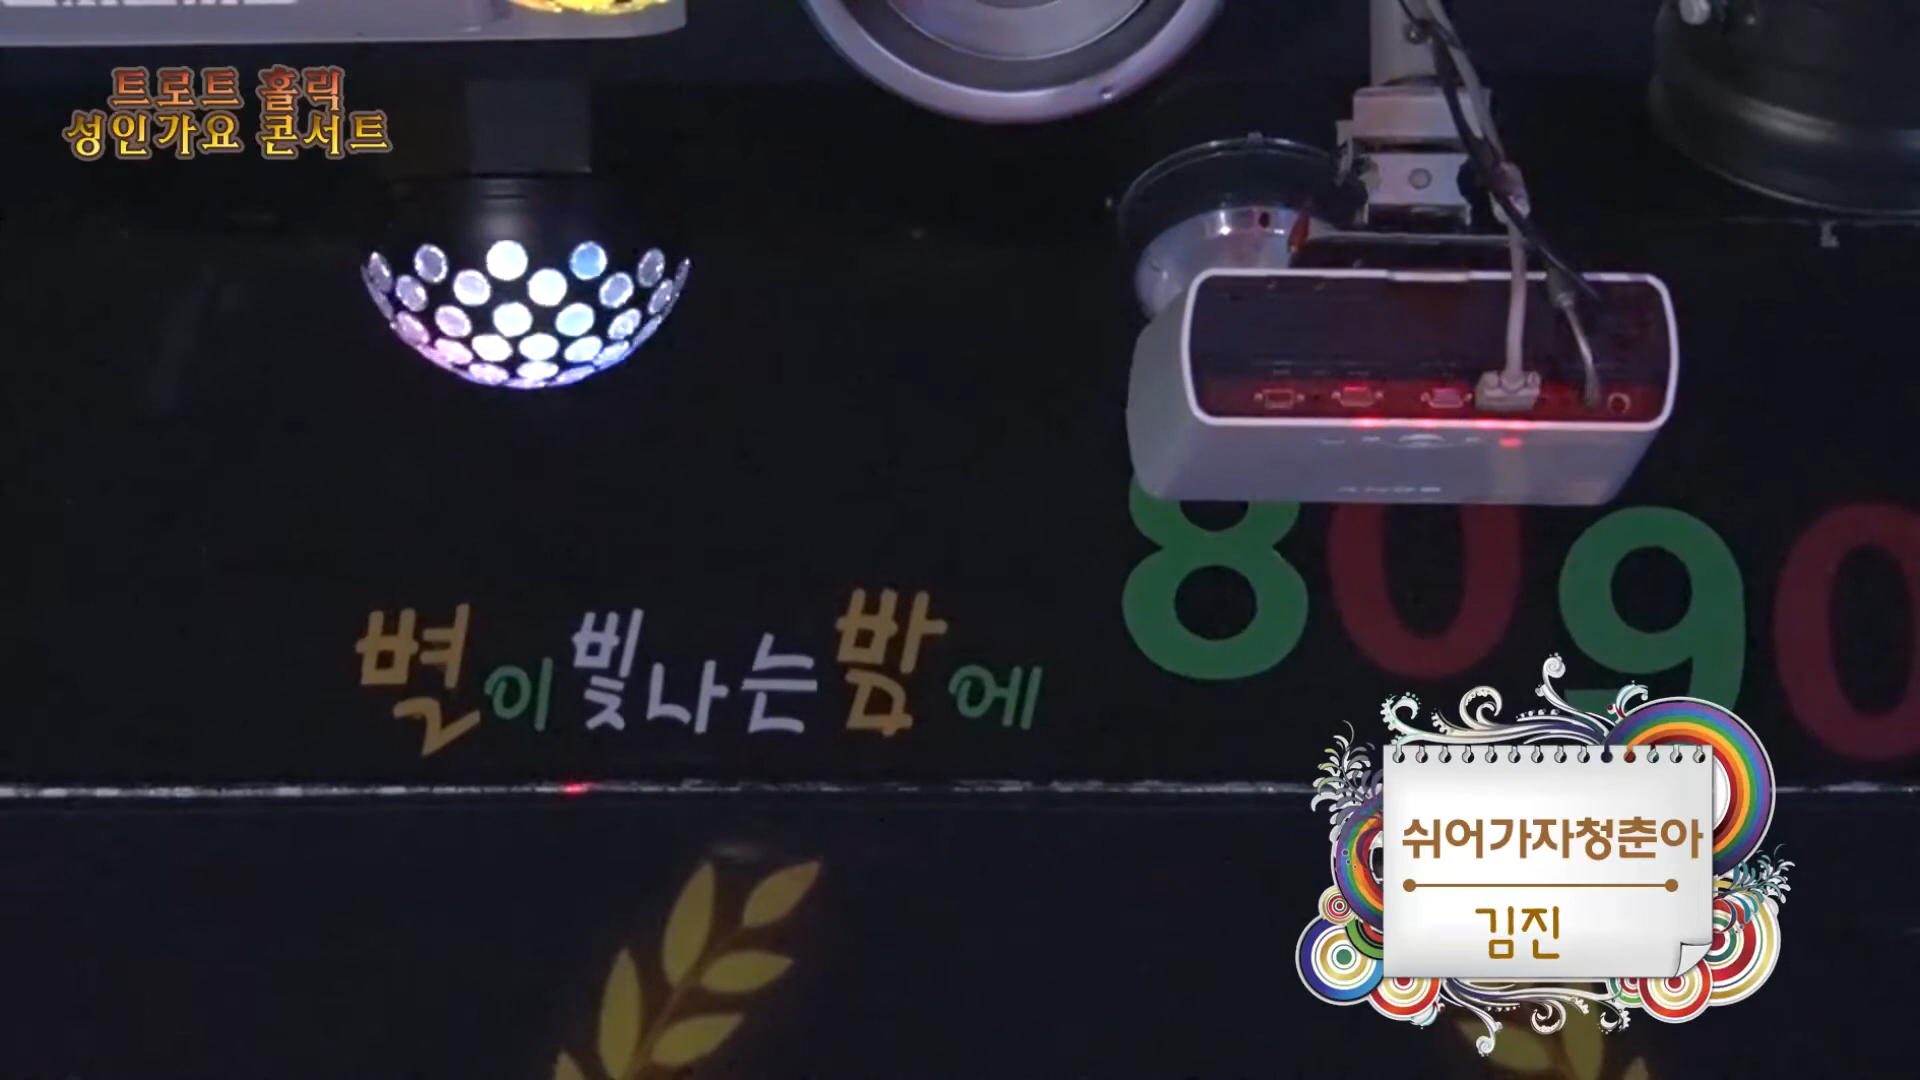 트로트 홀릭
성인가요 콘서트
8090
별이빛나는밤에
쉬어가자청춘아
김진